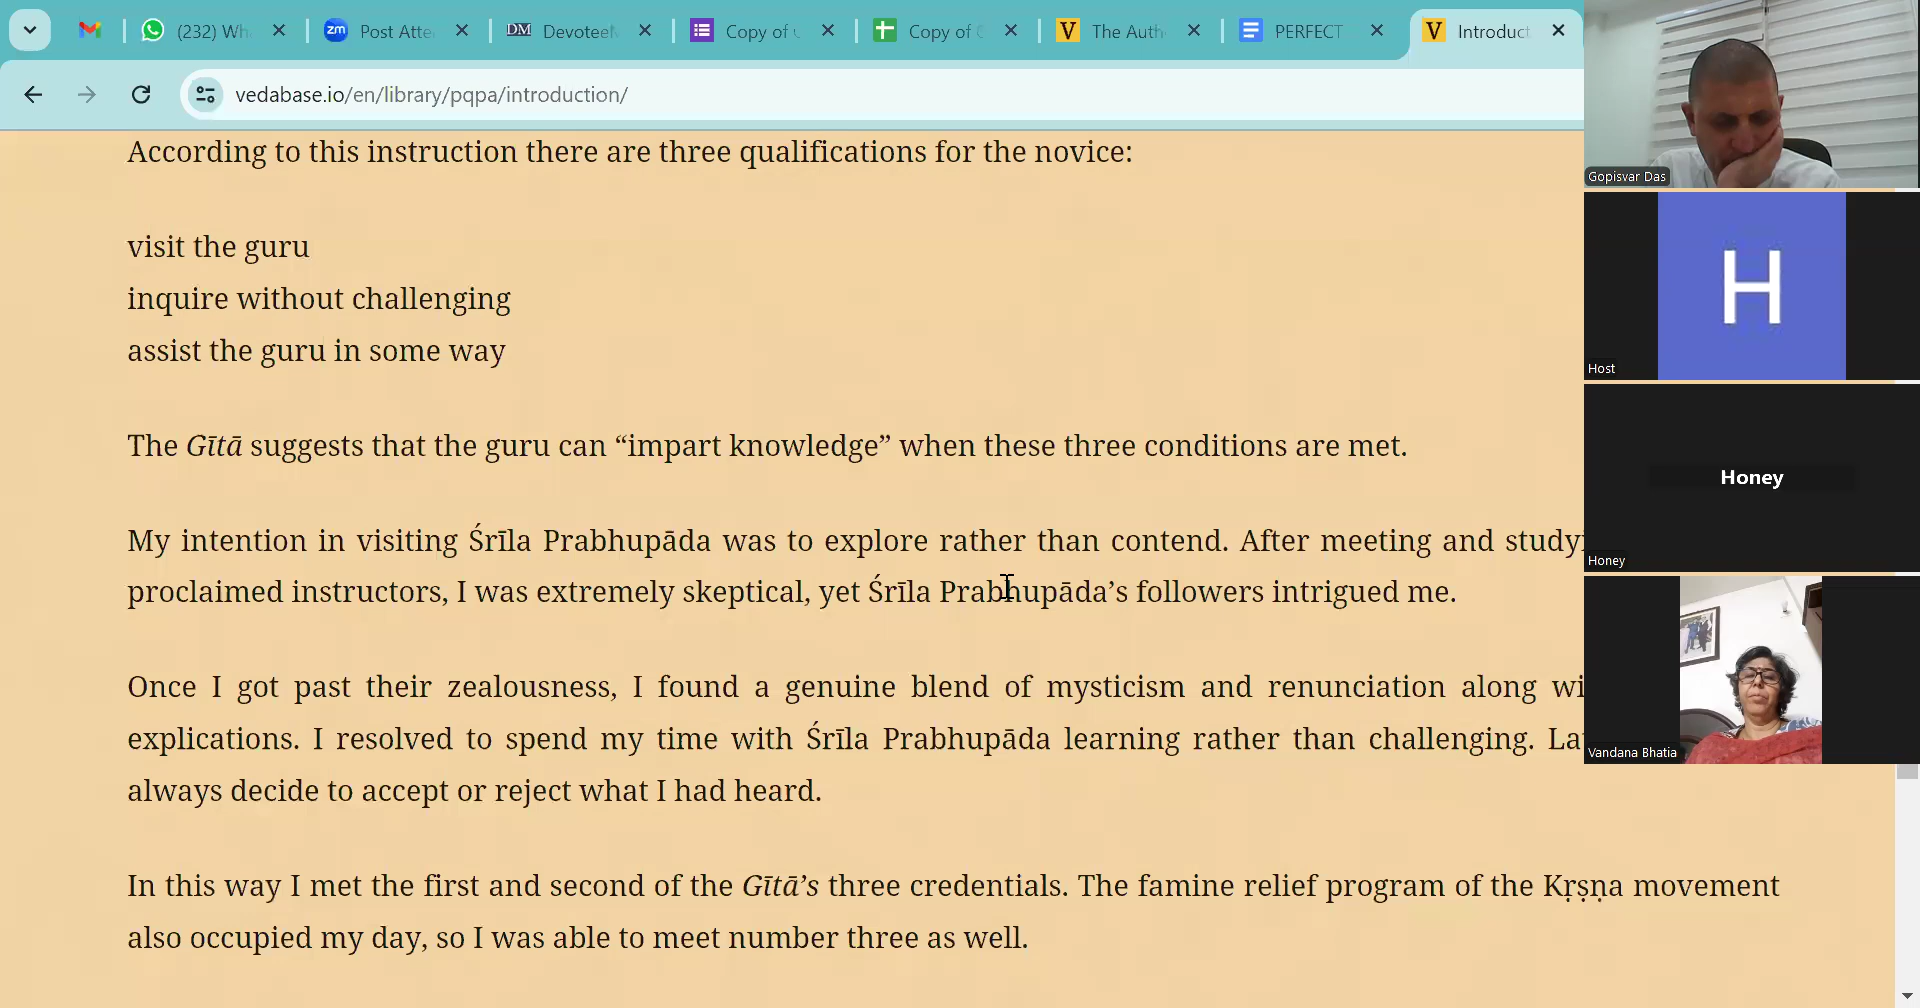 (232) Wh
Post Atte
Devotee
Copy of
Copy of
The Auth
PERFECT
Introduct
vedabase.io/en/library/pqpa/introduction/
According to this instruction there are three qualifications for the novice:
visit the guru
inquire without challenging
assist the guru in some way
The Gītā suggests that the guru can “impart knowledge” when these three conditions are met.
My intention in visiting Śrīla Prabhupāda was to explore rather than contend. After meeting and studyi
proclaimed instructors, I was extremely skeptical, yet Śrīla Prabhupāda’s followers intrigued me.
Once I got past their zealousness, I found a genuine blend of mysticism and renunciation along wi
explications. I resolved to spend my time with Śrīla Prabhupāda learning rather than challenging. La
always decide to accept or reject what I had heard.
In this way I met the first and second of the Gītā’s three credentials. The famine relief program of the Kṛṣṇa movement
also occupied my day, so I was able to meet number three as well.
Gopisvar Das
H
Host
Honey
Honey
Vandana Bhatia